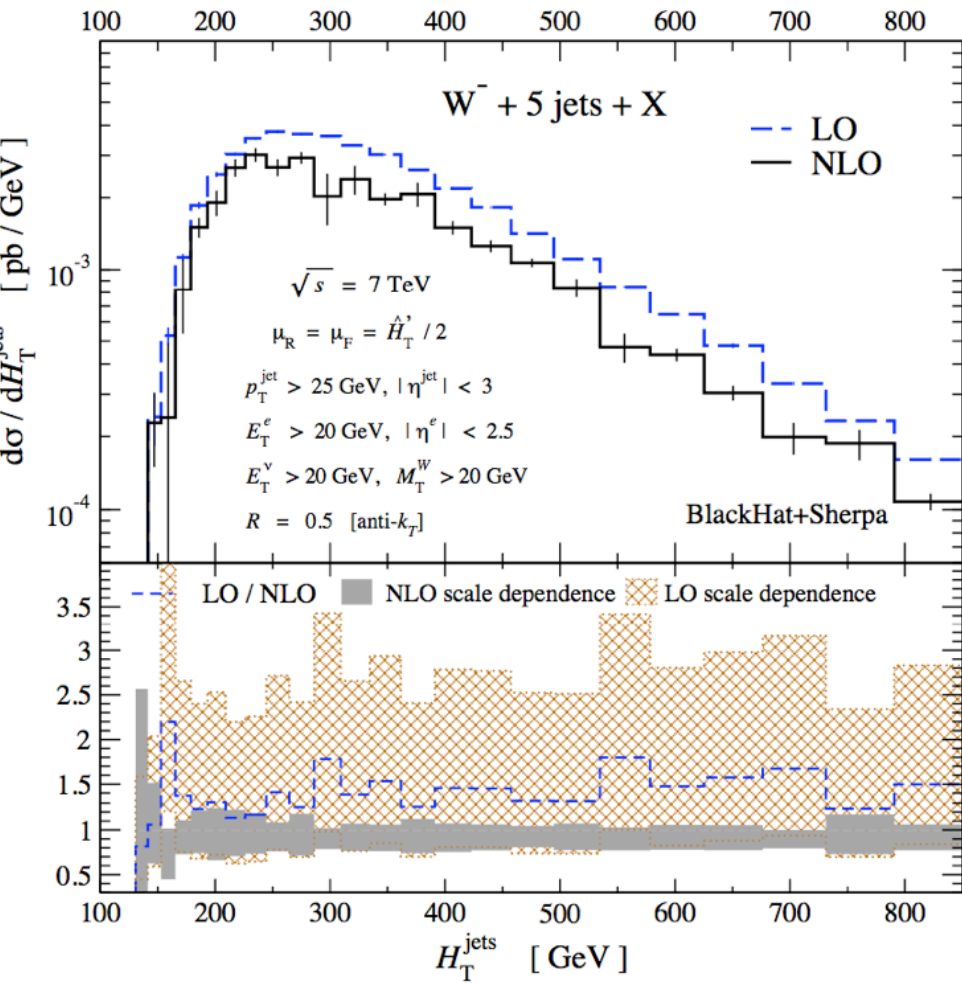 100 200 300 400 500 600 700 800
W⁻ + 5 jets + X
LO
NLO
dσ / dH_T^jets [ pb / GeV ]
10⁻³
10⁻⁴
√s = 7 TeV
μ_R = μ_F = Ĥ_T' / 2
p_T^jet > 25 GeV, |η^jet| < 3
E_T^e > 20 GeV, |η^e| < 2.5
E_T^ν > 20 GeV, M_T^W > 20 GeV
R = 0.5 [anti-k_T]
BlackHat+Sherpa
LO / NLO NLO scale dependence LO scale dependence
3.5
3
2.5
2
1.5
1
0.5
100 200 300 400 500 600 700 800
H_T^jets [ GeV ]